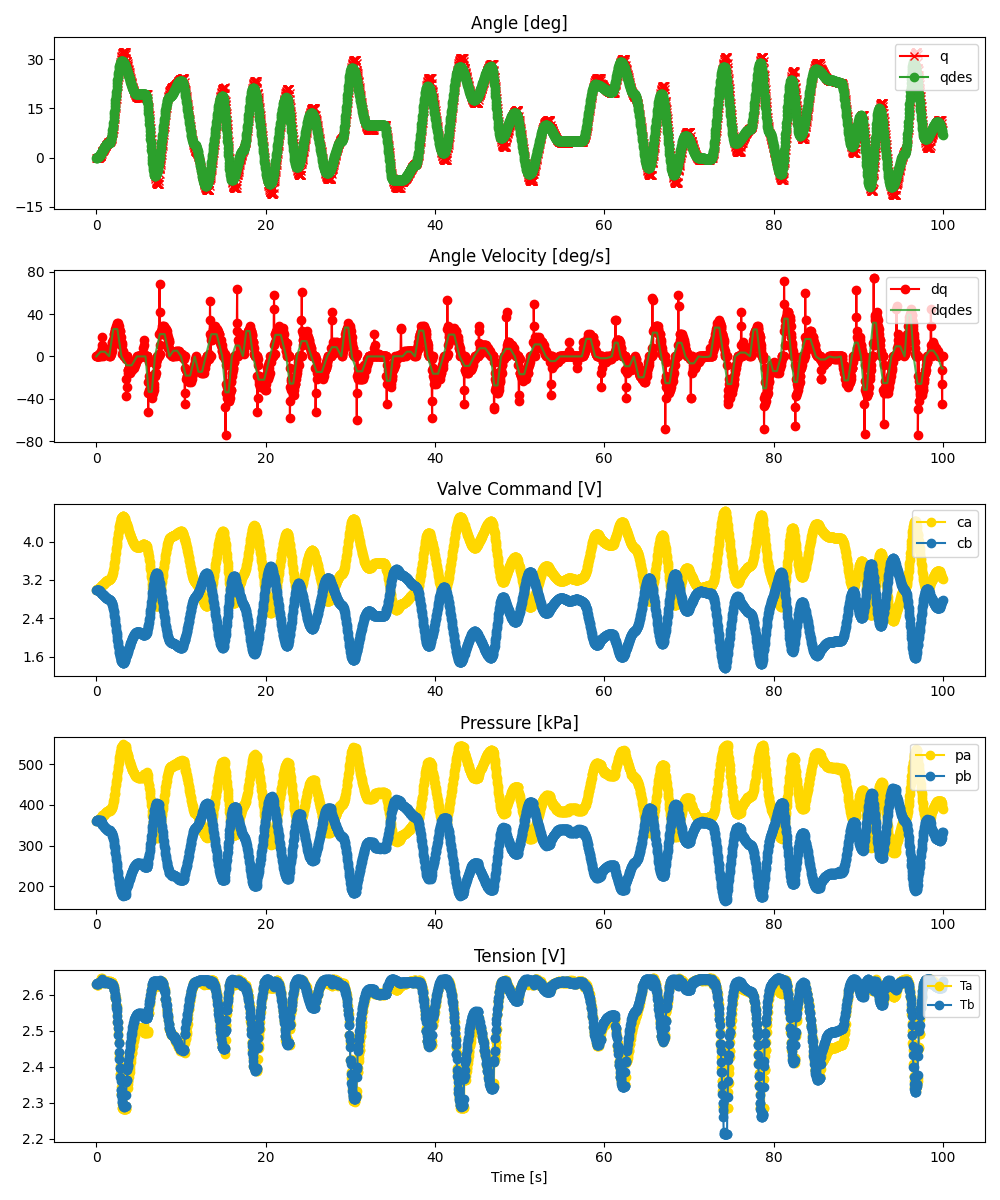 Angle [deg]
30
15
0
−15
q
qdes
0 20 40 60 80 100
Angle Velocity [deg/s]
80
40
0
−40
−80
dq
dqdes
0 20 40 60 80 100
Valve Command [V]
4.0
3.2
2.4
1.6
ca
cb
0 20 40 60 80 100
Pressure [kPa]
500
400
300
200
pa
pb
0 20 40 60 80 100
Tension [V]
2.6
2.5
2.4
2.3
2.2
Ta
Tb
0 20 40 60 80 100
Time [s]